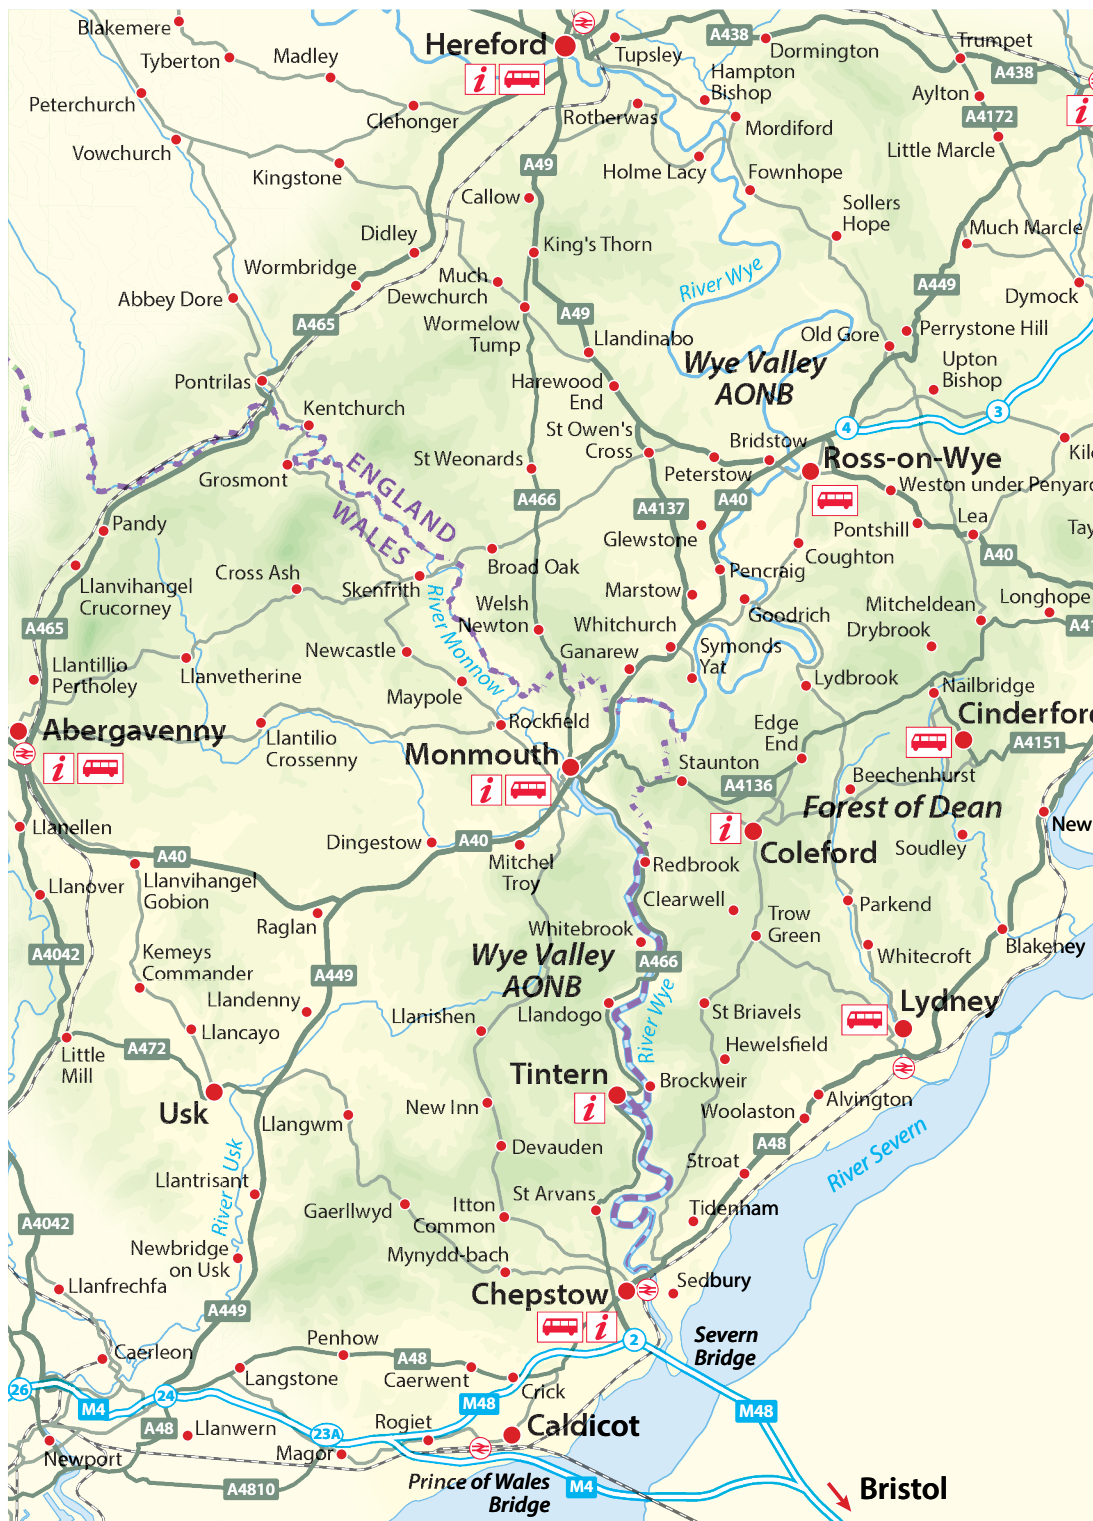 Blakemere
Tyberton
Madley
Hereford
Tupsley
A438
Dormington
Trumpet
A438
Peterchurch
Clehonger
Rotherwas
Hampton
Bishop
Aylton
A4172
Mordiford
Little Marcle
Vowchurch
Kingstone
A49
Holme Lacy
Fownhope
Callow
Sollers
Hope
Didley
King's Thorn
Much Marcle
Wormbridge
Much
Dewchurch
River Wye
A449
Dymock
Abbey Dore
A465
Wormelow
Tump
A49
Llandinabo
Old Gore
Perrystone Hill
Wye Valley
AONB
Upton
Bishop
Pontrilas
Harewood
End
Kentchurch
St Owen's
Cross
3
4
Bridstow
Grosmont
ENGLAND
WALES
St Weonards
Peterstow
Ross-on-Wye
Weston under Penyard
A466
A4137
A40
Pandy
Glewstone
Pontshill
Lea
Coughton
A40
Llanvihangel
Crucorney
Cross Ash
Skenfrith
Broad Oak
Pencraig
Marstow
Longhope
A465
River Monnow
Welsh
Newton
Whitchurch
Goodrich
Mitcheldean
Drybrook
Llantillio
Pertholey
Llanvetherine
Newcastle
Ganarew
Symonds
Yat
Maypole
Lydbrook
Nailbridge
Abergavenny
Llantilio
Crossenny
Rockfield
Monmouth
Edge
End
Cinderford
A4151
Staunton
A4136
Beechenhurst
Forest of Dean
Llanellen
Dingestow
A40
Mitchel
Troy
Coleford
Soudley
A40
Llanvihangel
Gobion
Llanover
Redbrook
Clearwell
Parkend
Raglan
Trow
Green
Whitebrook
Blakeney
A4042
Kemeys
Commander
A449
Wye Valley
AONB
A466
Whitecroft
Llandenny
Llandogo
River Wye
St Briavels
Lydney
Llancayo
Llanishen
Little
Mill
A472
Hewelsfield
Tintern
Brockweir
Usk
Llangwm
New Inn
Woolaston
Alvington
Devauden
A48
River Severn
Stroat
River Usk
Llantrisant
St Arvans
Tidenham
Gaerllwyd
Itton
Common
A4042
Newbridge
on Usk
Mynydd-bach
Llanfrechfa
Chepstow
Sedbury
A449
2
Severn
Bridge
Caerleon
Penhow
A48
Langstone
Caerwent
Crick
26
M4
24
M48
M48
A48
Llanwern
23A
Rogiet
Caldicot
Newport
Magor
A4810
Prince of Wales
Bridge
M4
Bristol